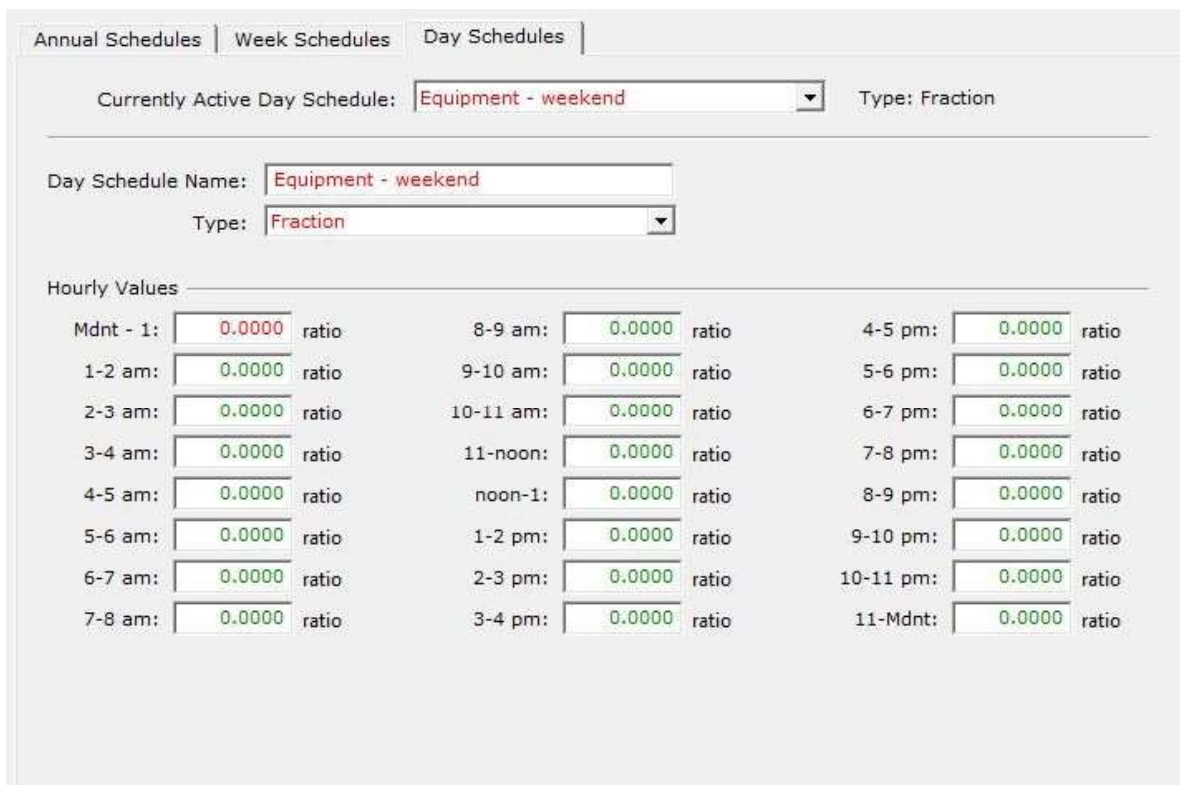 Annual Schedules | Week Schedules Day Schedules
Currently Active Day Schedule: Equipment - weekend Type: Fraction
Day Schedule Name: Equipment - weekend
Type: Fraction
Hourly Values
Mdnt - 1: 0.0000 ratio 8-9 am: 0.0000 ratio 4-5 pm: 0.0000 ratio
1-2 am: 0.0000 ratio 9-10 am: 0.0000 ratio 5-6 pm: 0.0000 ratio
2-3 am: 0.0000 ratio 10-11 am: 0.0000 ratio 6-7 pm: 0.0000 ratio
3-4 am: 0.0000 ratio 11-noon: 0.0000 ratio 7-8 pm: 0.0000 ratio
4-5 am: 0.0000 ratio noon-1: 0.0000 ratio 8-9 pm: 0.0000 ratio
5-6 am: 0.0000 ratio 1-2 pm: 0.0000 ratio 9-10 pm: 0.0000 ratio
6-7 am: 0.0000 ratio 2-3 pm: 0.0000 ratio 10-11 pm: 0.0000 ratio
7-8 am: 0.0000 ratio 3-4 pm: 0.0000 ratio 11-Mdnt: 0.0000 ratio